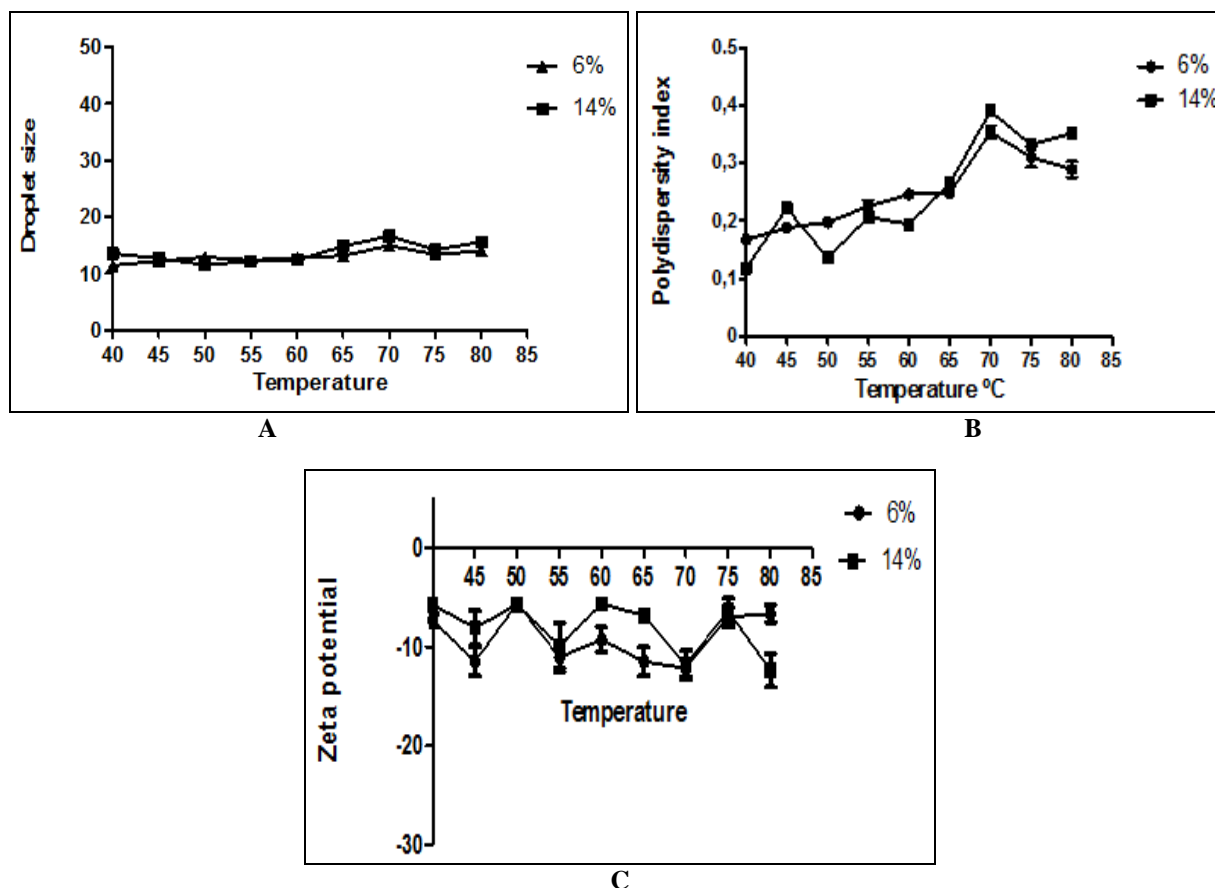 50
40
30
20
10
0
Droplet size
40 45 50 55 60 65 70 75 80 85
Temperature
6%
14%
A
0,5
0,4
0,3
0,2
0,1
0
Polydispersity index
40 45 50 55 60 65 70 75 80 85
Temperature ºC
6%
14%
B
0
-10
-20
-30
Zeta potential
45 50 55 60 65 70 75 80 85
Temperature
6%
14%
C